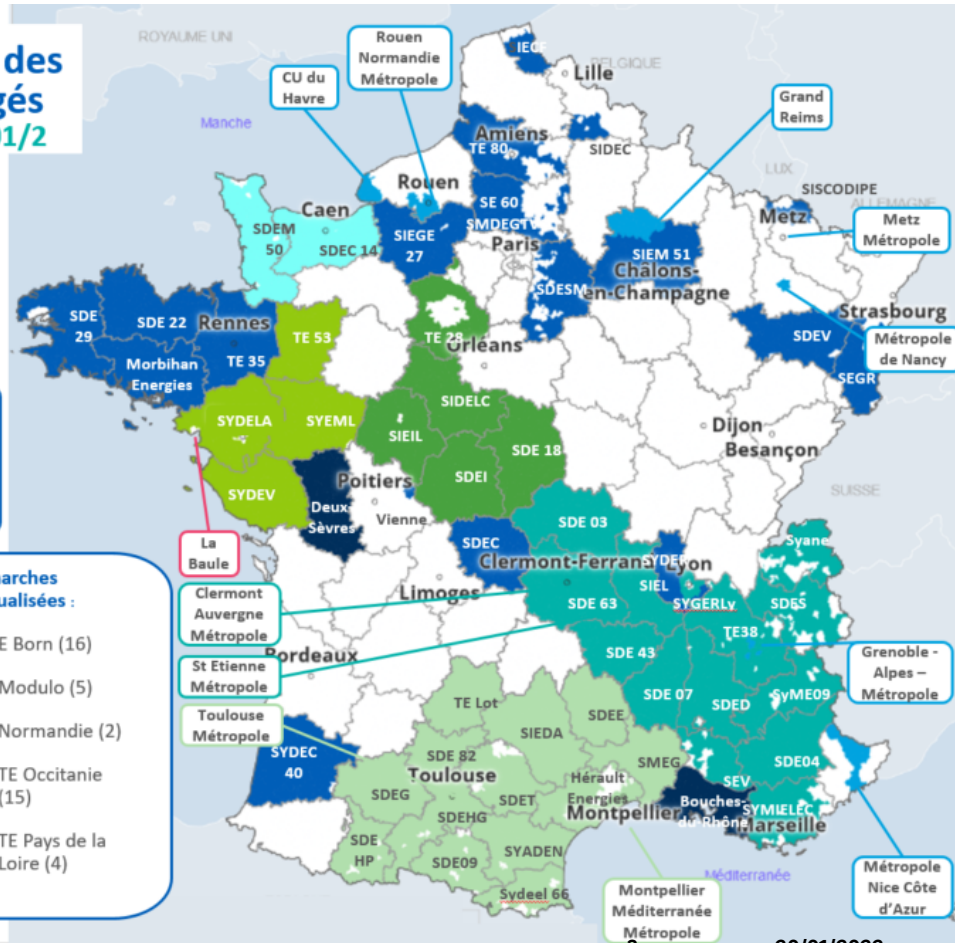 des
gés
01/2
ROYAUME UNI
Manche
CU du
Havre
Rouen
Normandie
Métropole
IECF
BELGIQUE
Lille
Grand
Reims
Amiens
TE 80
SIDEC
LUX
ALLEMAGNE
SISCODIPE
Metz
Metz
Métropole
Rouen
SE 60
SMDEGTV
Caen
SDEM
50
SDEC 14
SIEGE
27
Paris
SIEM 51
Châlons-
en-Champagne
SDESM
Strasbourg
Métropole
de Nancy
SDEV
SEGR
SDE
29
SDE 22
Rennes
TE 35
Morbihan
Energies
TE 53
TE 28
Orléans
SYDELA
SYEML
SIDELC
SIEIL
SDE 18
SDEI
Dijon
Besançon
SYDEV
Deux-
Sèvres
Poitiers
Vienne
SUISSE
La
Baule
SDEC
SDE 03
Clermont-Ferrand
SYDER
Lyon
SIEL
SYGERLy
Syane
SDES
Limoges
SDE 63
TE38
Clermont
Auvergne
Métropole
St Etienne
Métropole
Toulouse
Métropole
Bordeaux
SDE 43
Grenoble -
Alpes –
Métropole
SDE 07
SDED
SyME09
TE Lot
SIEDA
SDEE
SYDEC
40
SDE 82
Toulouse
SDEG
SDEHG
SDET
Hérault
Energies
Montpellier
SMEG
SDE04
SEV
Bouches-
du-Rhône
SYMIELEC
Marseille
SDE
HP
SDE09
SYADEN
Sydeel 66
Méditerranée
Montpellier
Méditerranée
Métropole
Métropole
Nice Côte
d'Azur
arches
ualisées :
E Born (16)
Modulo (5)
Normandie (2)
TE Occitanie
(15)
TE Pays de la
Loire (4)